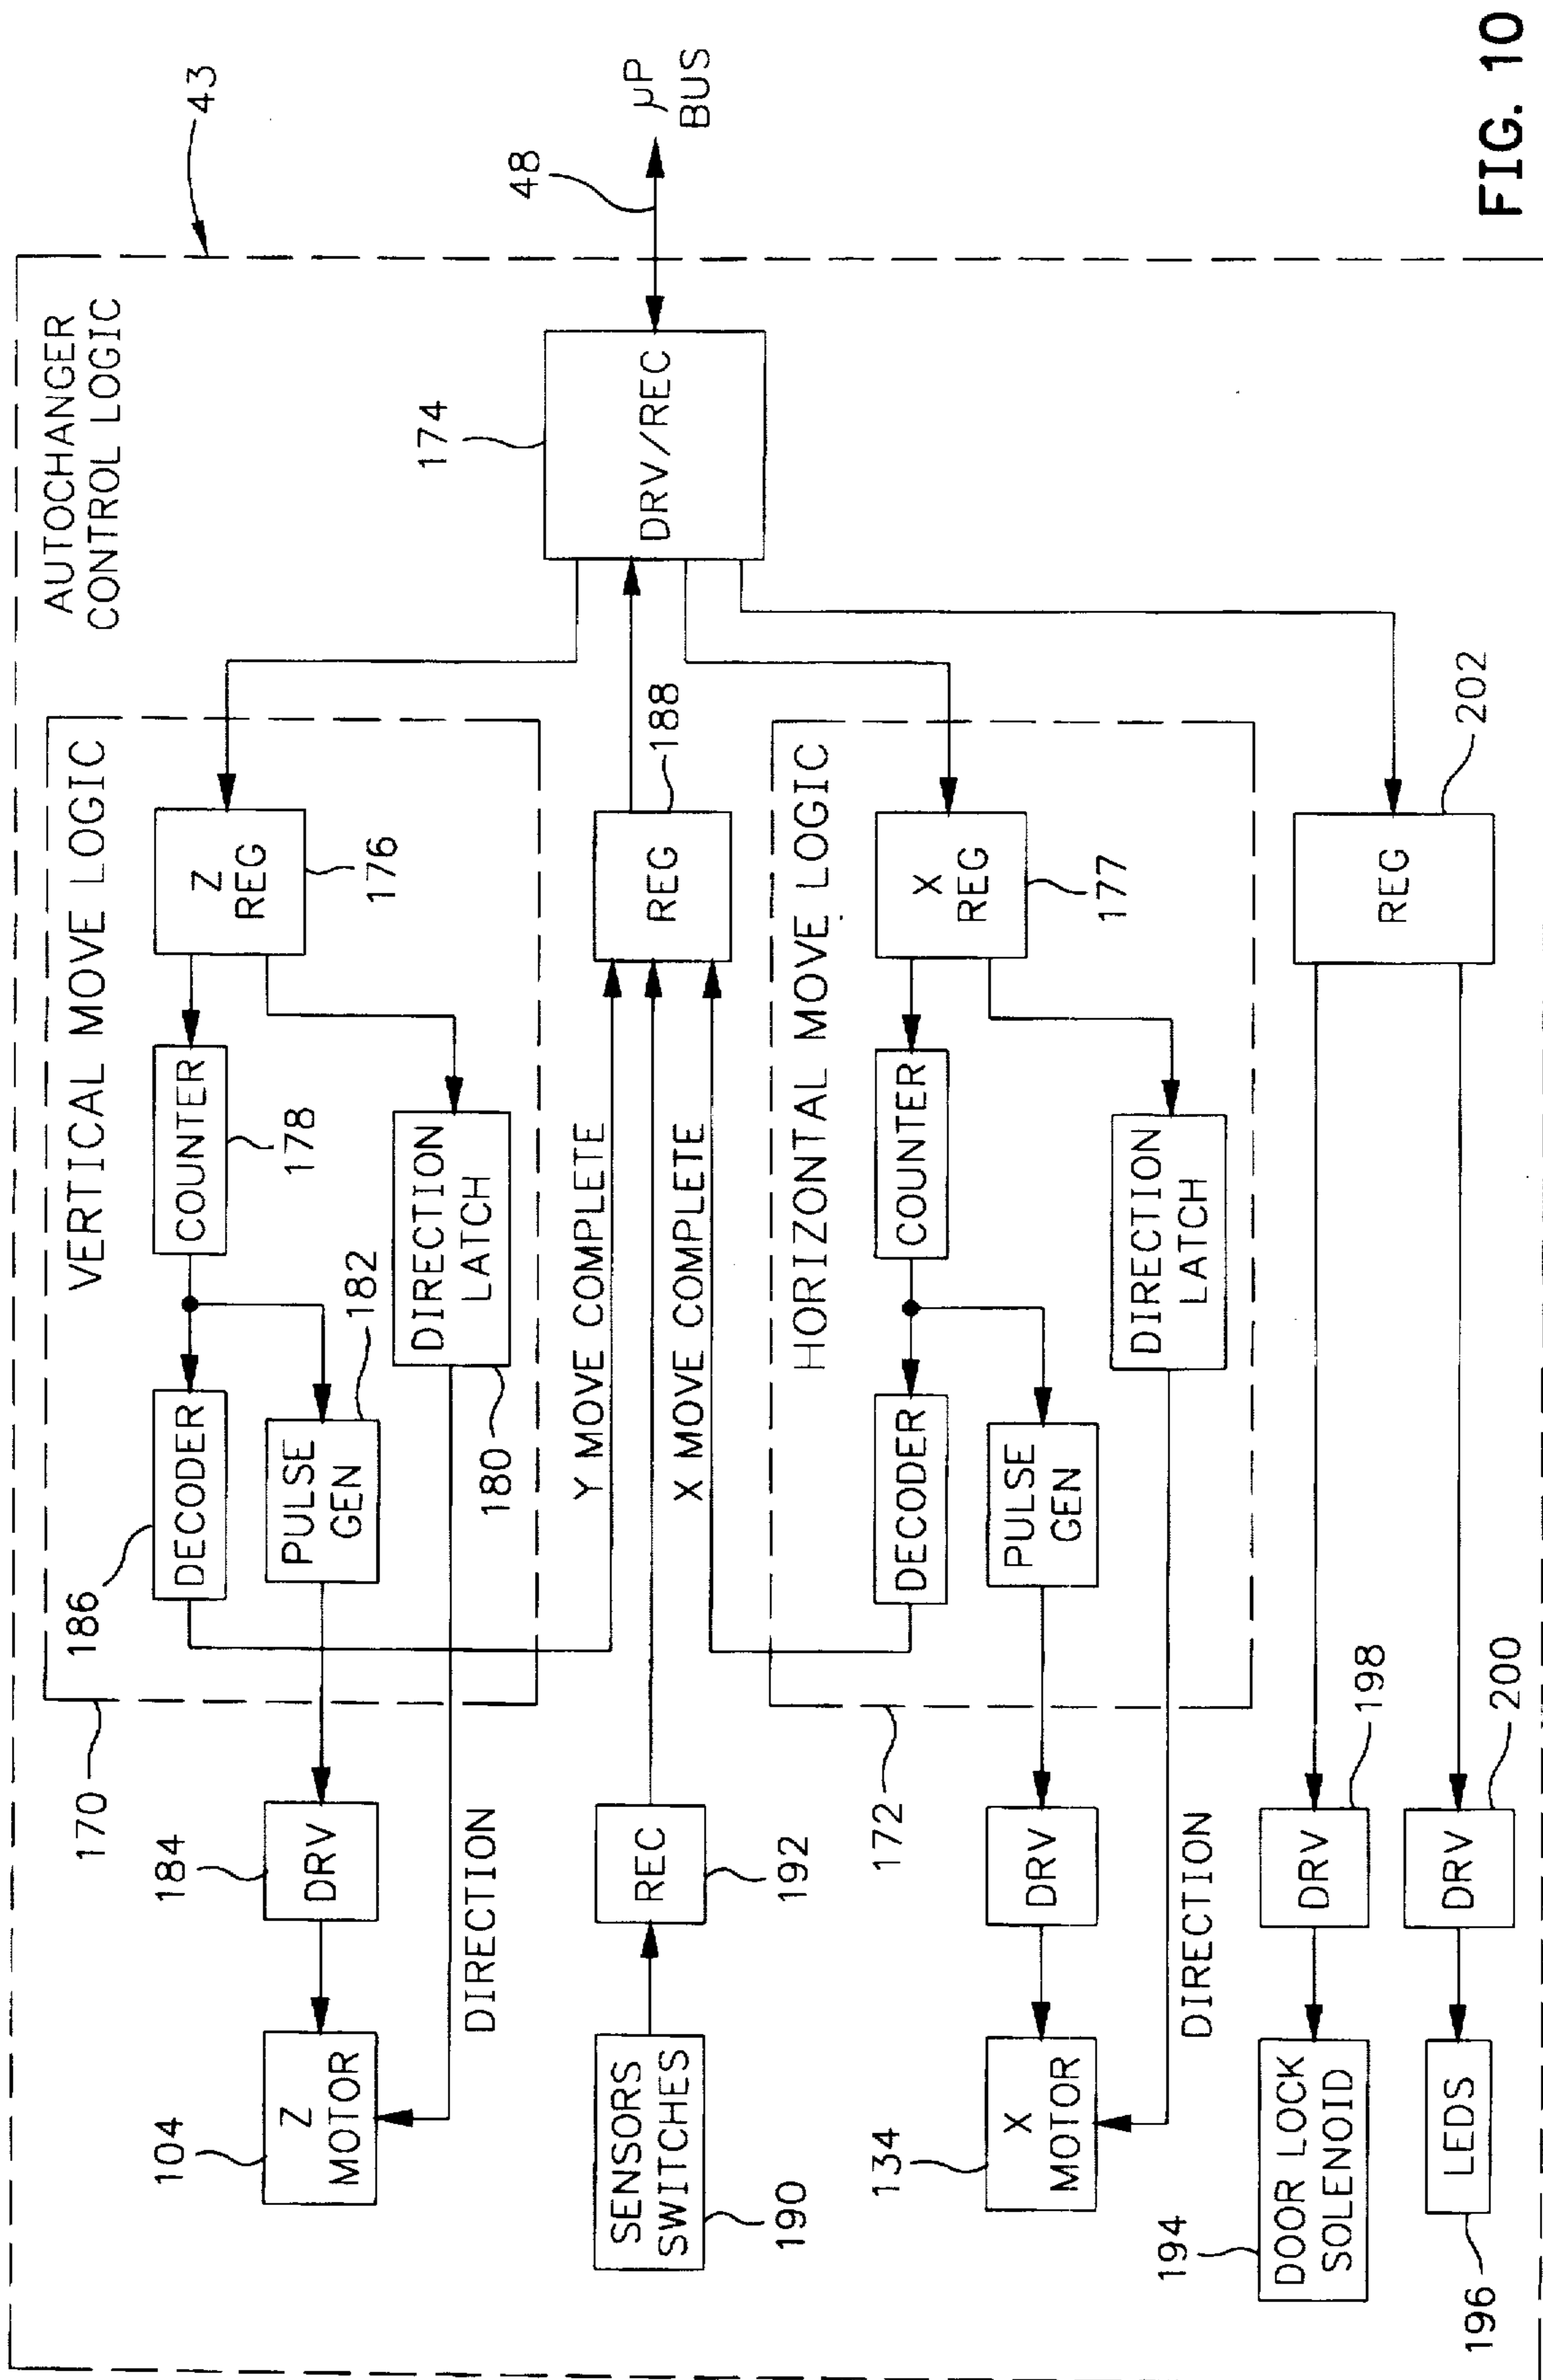 AUTOCHANGER
CONTROL LOGIC
43
170
VERTICAL MOVE LOGIC
104
Z
MOTOR
184
DRV
186
DECODER
COUNTER
178
Z
REG
176
PULSE
GEN
182
DIRECTION
DIRECTION
LATCH
180
Y MOVE COMPLETE
SENSORS
SWITCHES
190
REC
192
REG
188
X MOVE COMPLETE
174
DRV/REC
48
µP
BUS
172
HORIZONTAL MOVE LOGIC
134
X
MOTOR
DRV
DECODER
COUNTER
X
REG
177
PULSE
GEN
DIRECTION
DIRECTION
LATCH
194
DOOR LOCK
SOLENOID
DRV
198
REG
202
LEDS
196
DRV
200
FIG. 10